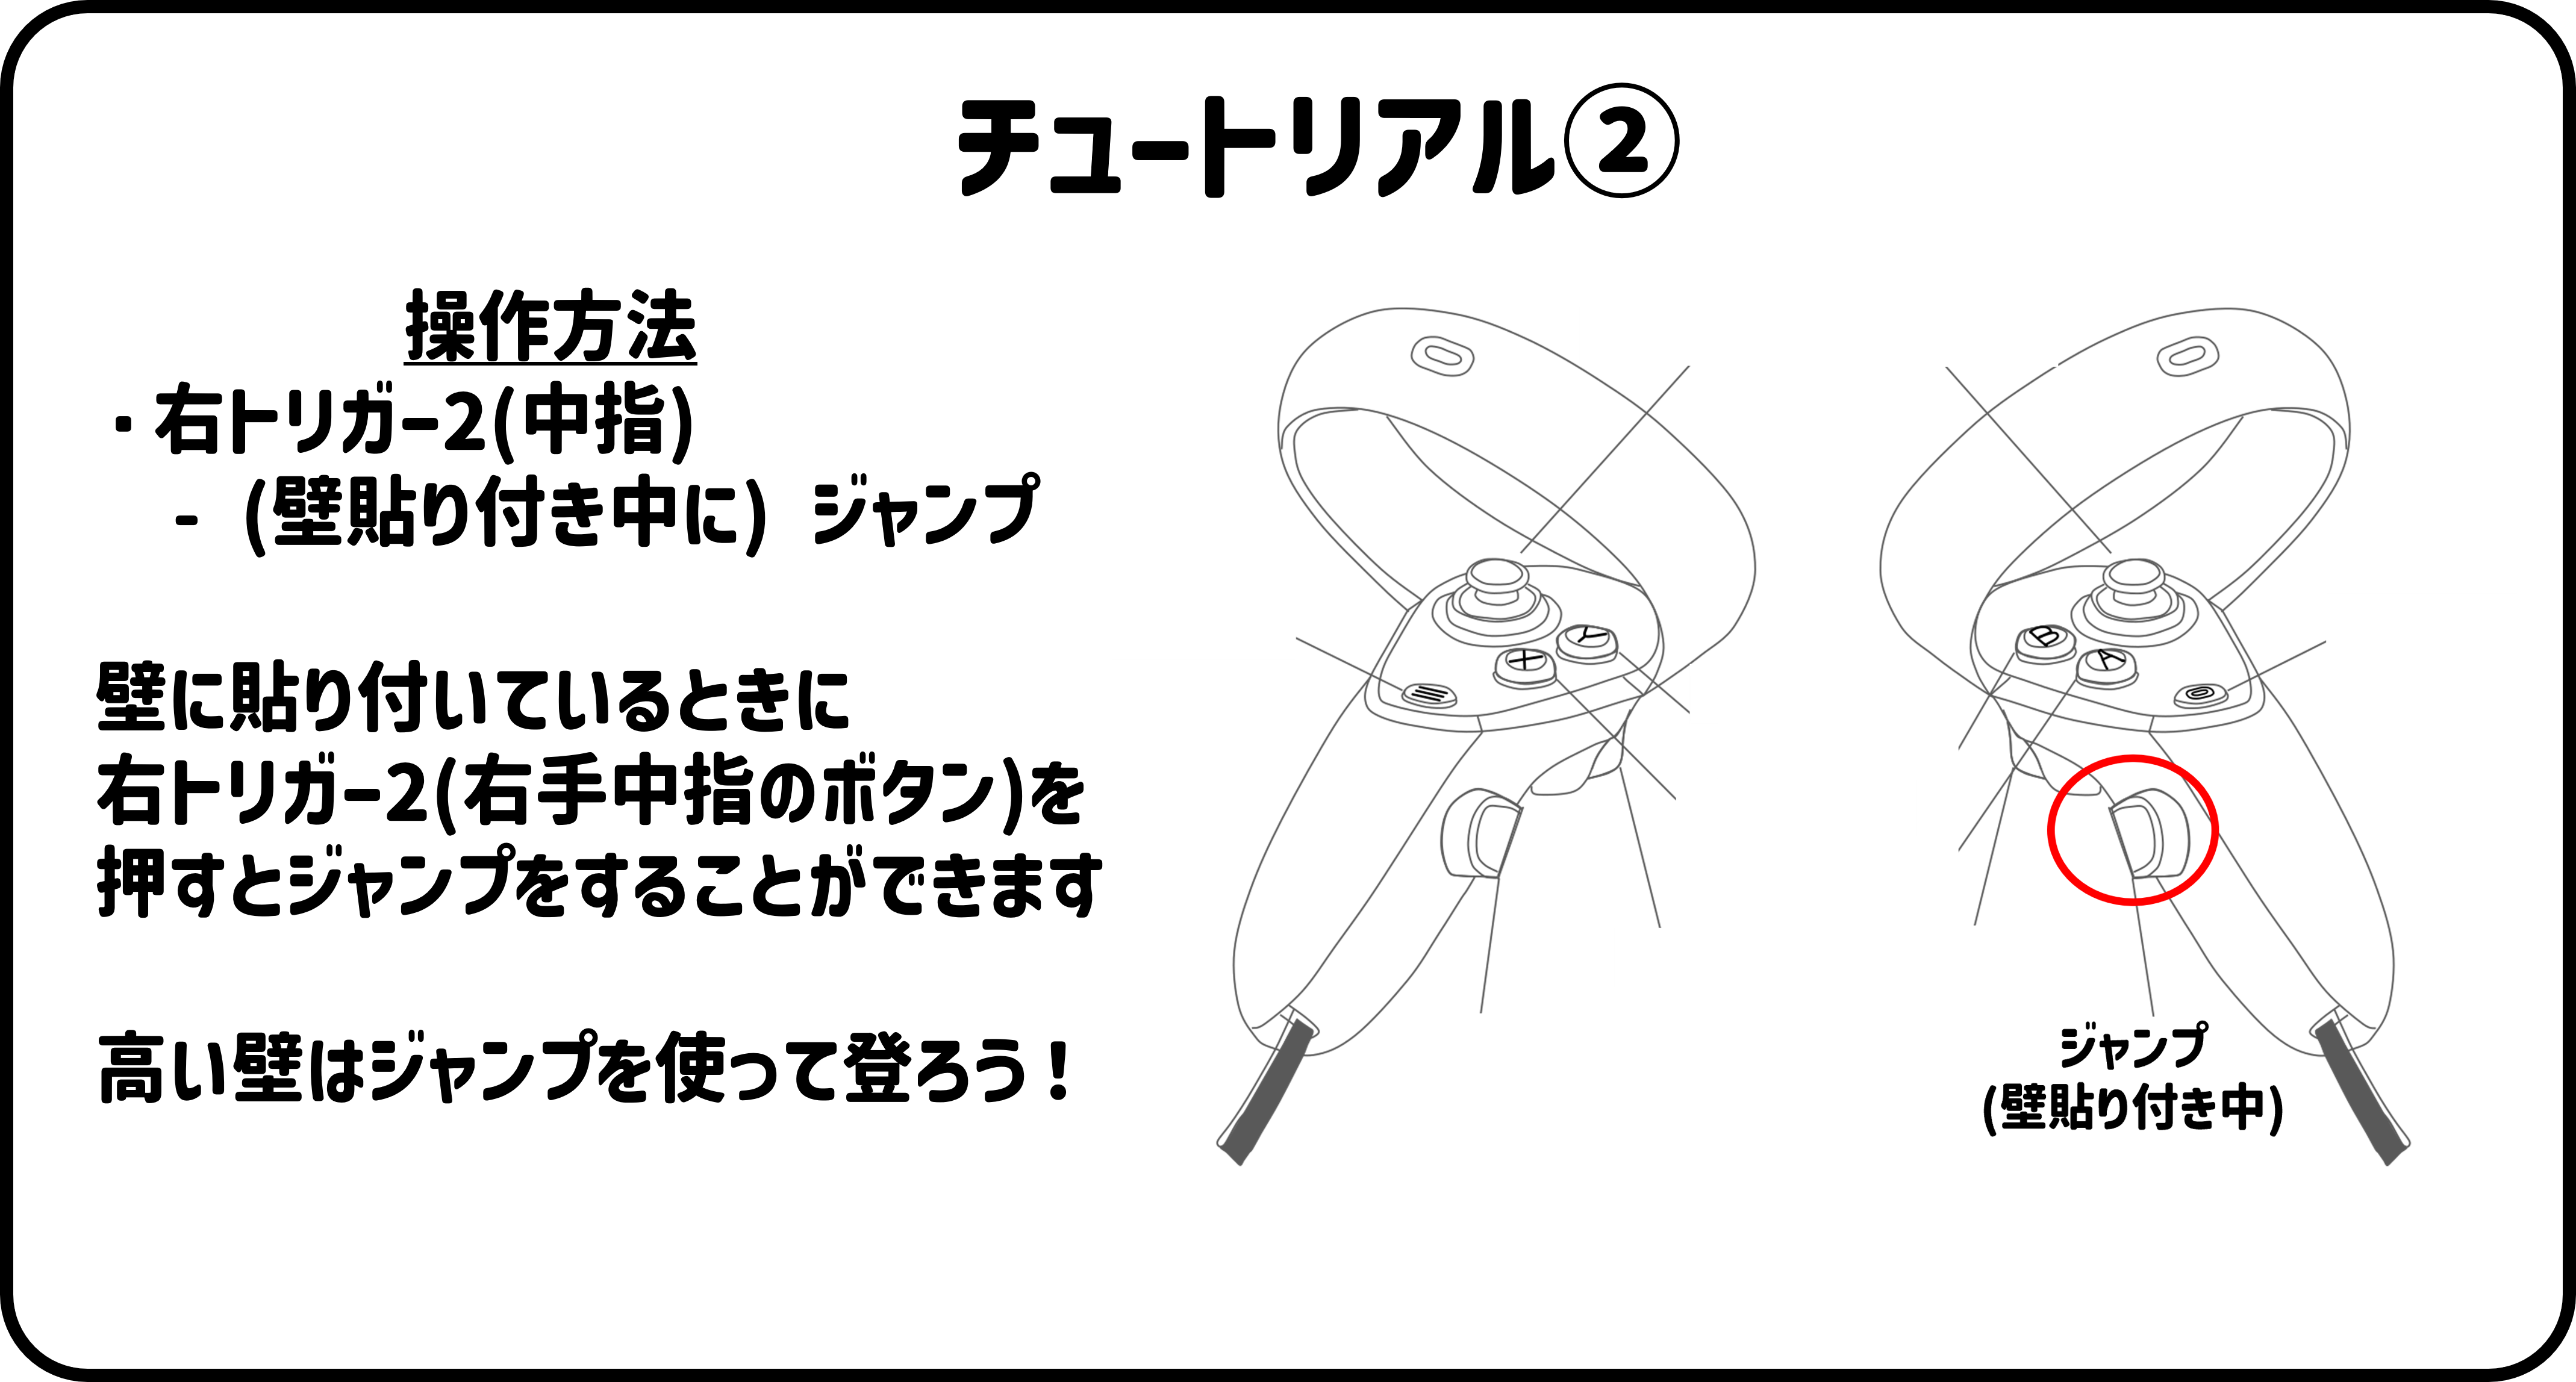 チュートリアル②
操作方法
・右トリガー2(中指)
- (壁貼り付き中に) ジャンプ
壁に貼り付いているときに
右トリガー2(右手中指のボタン)を
押すとジャンプをすることができます
高い壁はジャンプを使って登ろう！
Y
X
B
A
ジャンプ
(壁貼り付き中)